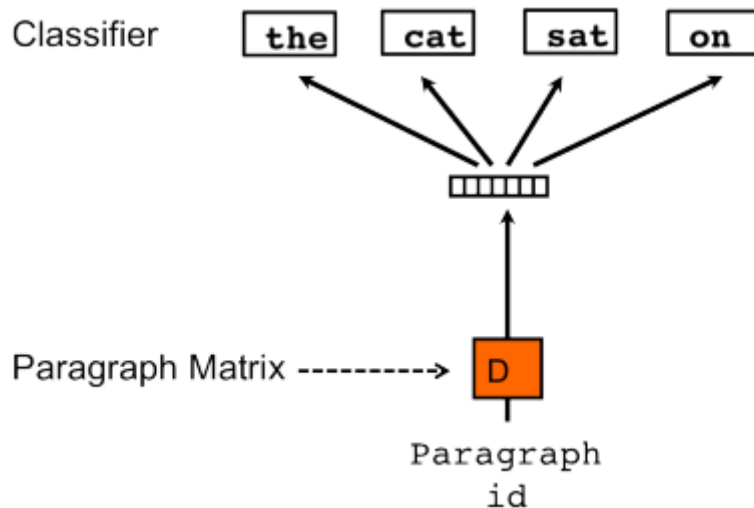 Classifier the cat sat on
Paragraph Matrix D
Paragraph
id